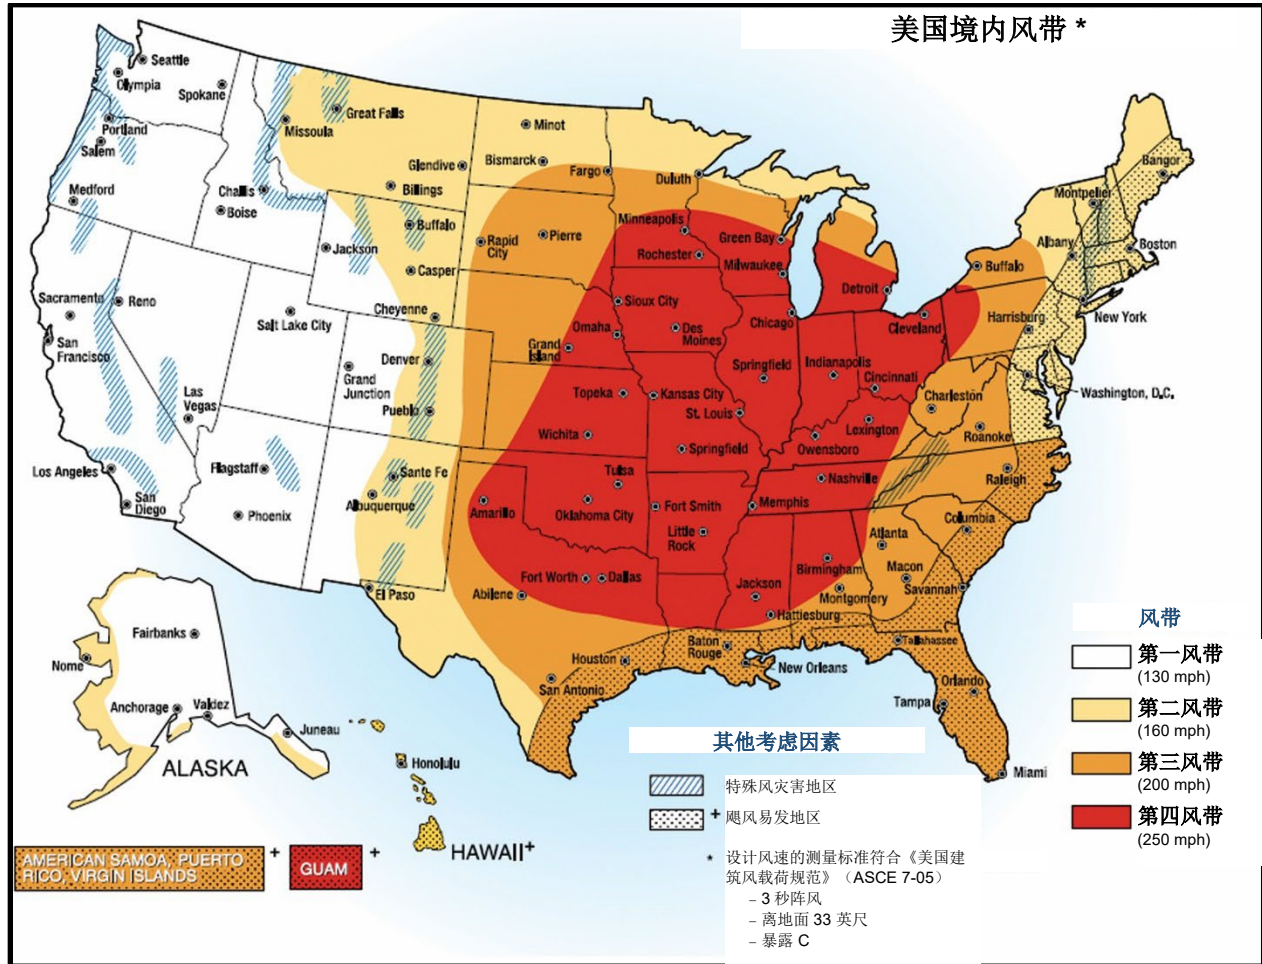 美国境内风带 *
Seattle
Olympia
Spokane
Portland
Salem
Medford
Missoula
Great Falls
Challis
Boise
Glendive
Billings
Buffalo
Jackson
Casper
Cheyenne
Minot
Bismarck
Fargo
Duluth
Rapid
City
Pierre
Minneapolis
Rochester
Green Bay
Milwaukee
Detroit
Chicago
Cleveland
Buffalo
Albany
Montpelier
Bangor
Boston
New York
Harrisburg
Washington, D.C.
Sacramento
Reno
San
Francisco
Salt Lake City
Las
Vegas
Los Angeles
San
Diego
Flagstaff
Phoenix
Grand
Junction
Denver
Pueblo
Sante Fe
Albuquerque
El Paso
Sioux City
Omaha
Grand
Island
Des
Moines
Springfield
Indianapolis
Cincinnati
Topeka
Kansas City
St. Louis
Wichita
Springfield
Lexington
Owensboro
Charleston
Roanoke
Raleigh
Tulsa
Amarillo
Oklahoma City
Fort Smith
Little
Rock
Memphis
Nashville
Atlanta
Columbia
Macon
Savannah
Birmingham
Montgomery
Jackson
Hattiesburg
Fort Worth
Dallas
Abilene
Houston
San Antonio
Baton
Rouge
New Orleans
Tallahassee
Orlando
Tampa
Miami
Fairbanks
Nome
Anchorage
Valdez
Juneau
ALASKA
Honolulu
HAWAII+
AMERICAN SAMOA, PUERTO
RICO, VIRGIN ISLANDS
+
GUAM
+
其他考虑因素
特殊风灾害地区
+ 飓风易发地区
* 设计风速的测量标准符合《美国建
筑风载荷规范》（ASCE 7-05）
– 3 秒阵风
– 离地面 33 英尺
– 暴露 C
风带
第一风带
(130 mph)
第二风带
(160 mph)
第三风带
(200 mph)
第四风带
(250 mph)